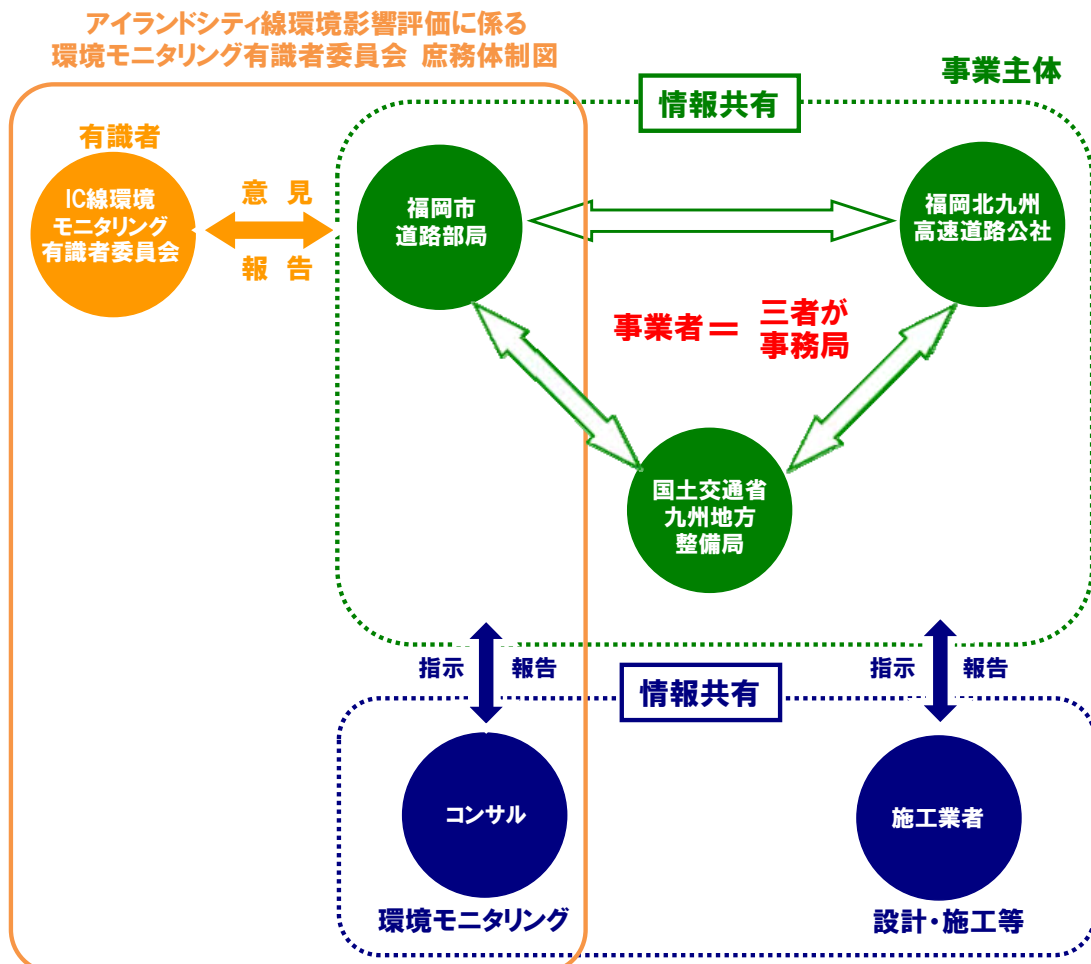 アイランドシティ線環境影響評価に係る
環境モニタリング有識者委員会 庶務体制図
事業主体
情報共有
有識者
IC線環境
モニタリング
有識者委員会
意 見
報 告
福岡市
道路部局
福岡北九州
高速道路公社
事業者＝ 三者が
事務局
国土交通省
九州地方
整備局
指示 報告
指示 報告
情報共有
コンサル
施工業者
環境モニタリング
設計・施工等